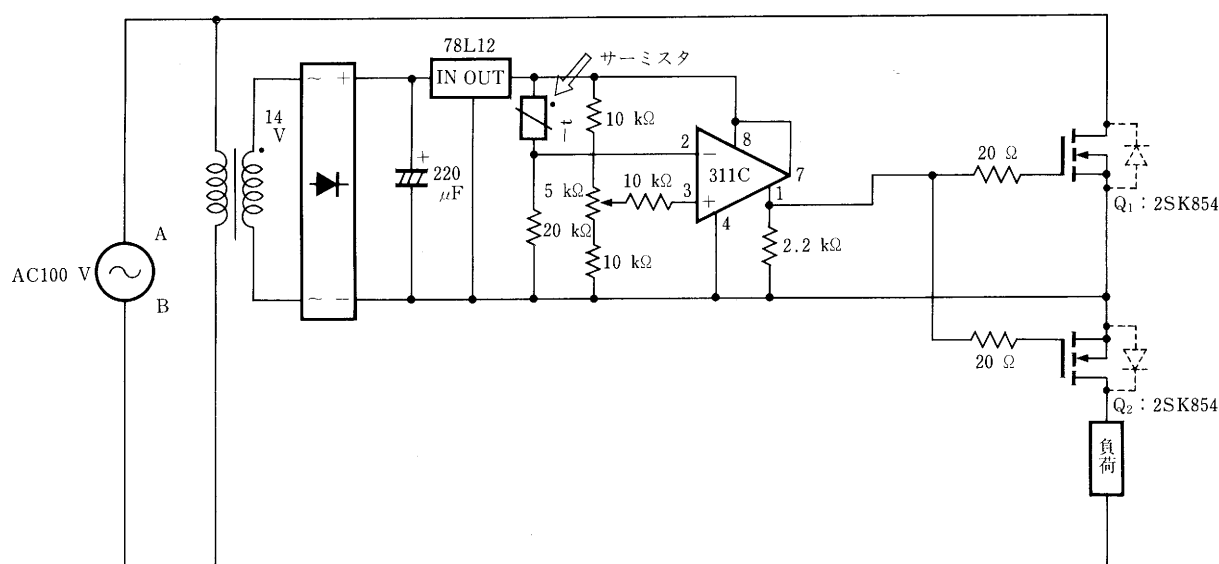 78L12
IN OUT
サーミスタ
14
V
~
+
~
−
+
220
μF
−t
10 kΩ
5 kΩ
10 kΩ
20 kΩ
10 kΩ
2
−
3
+
311C
8
7
1
4
2.2 kΩ
20 Ω
Q₁：2SK854
20 Ω
Q₂：2SK854
A
AC100 V
B
負荷